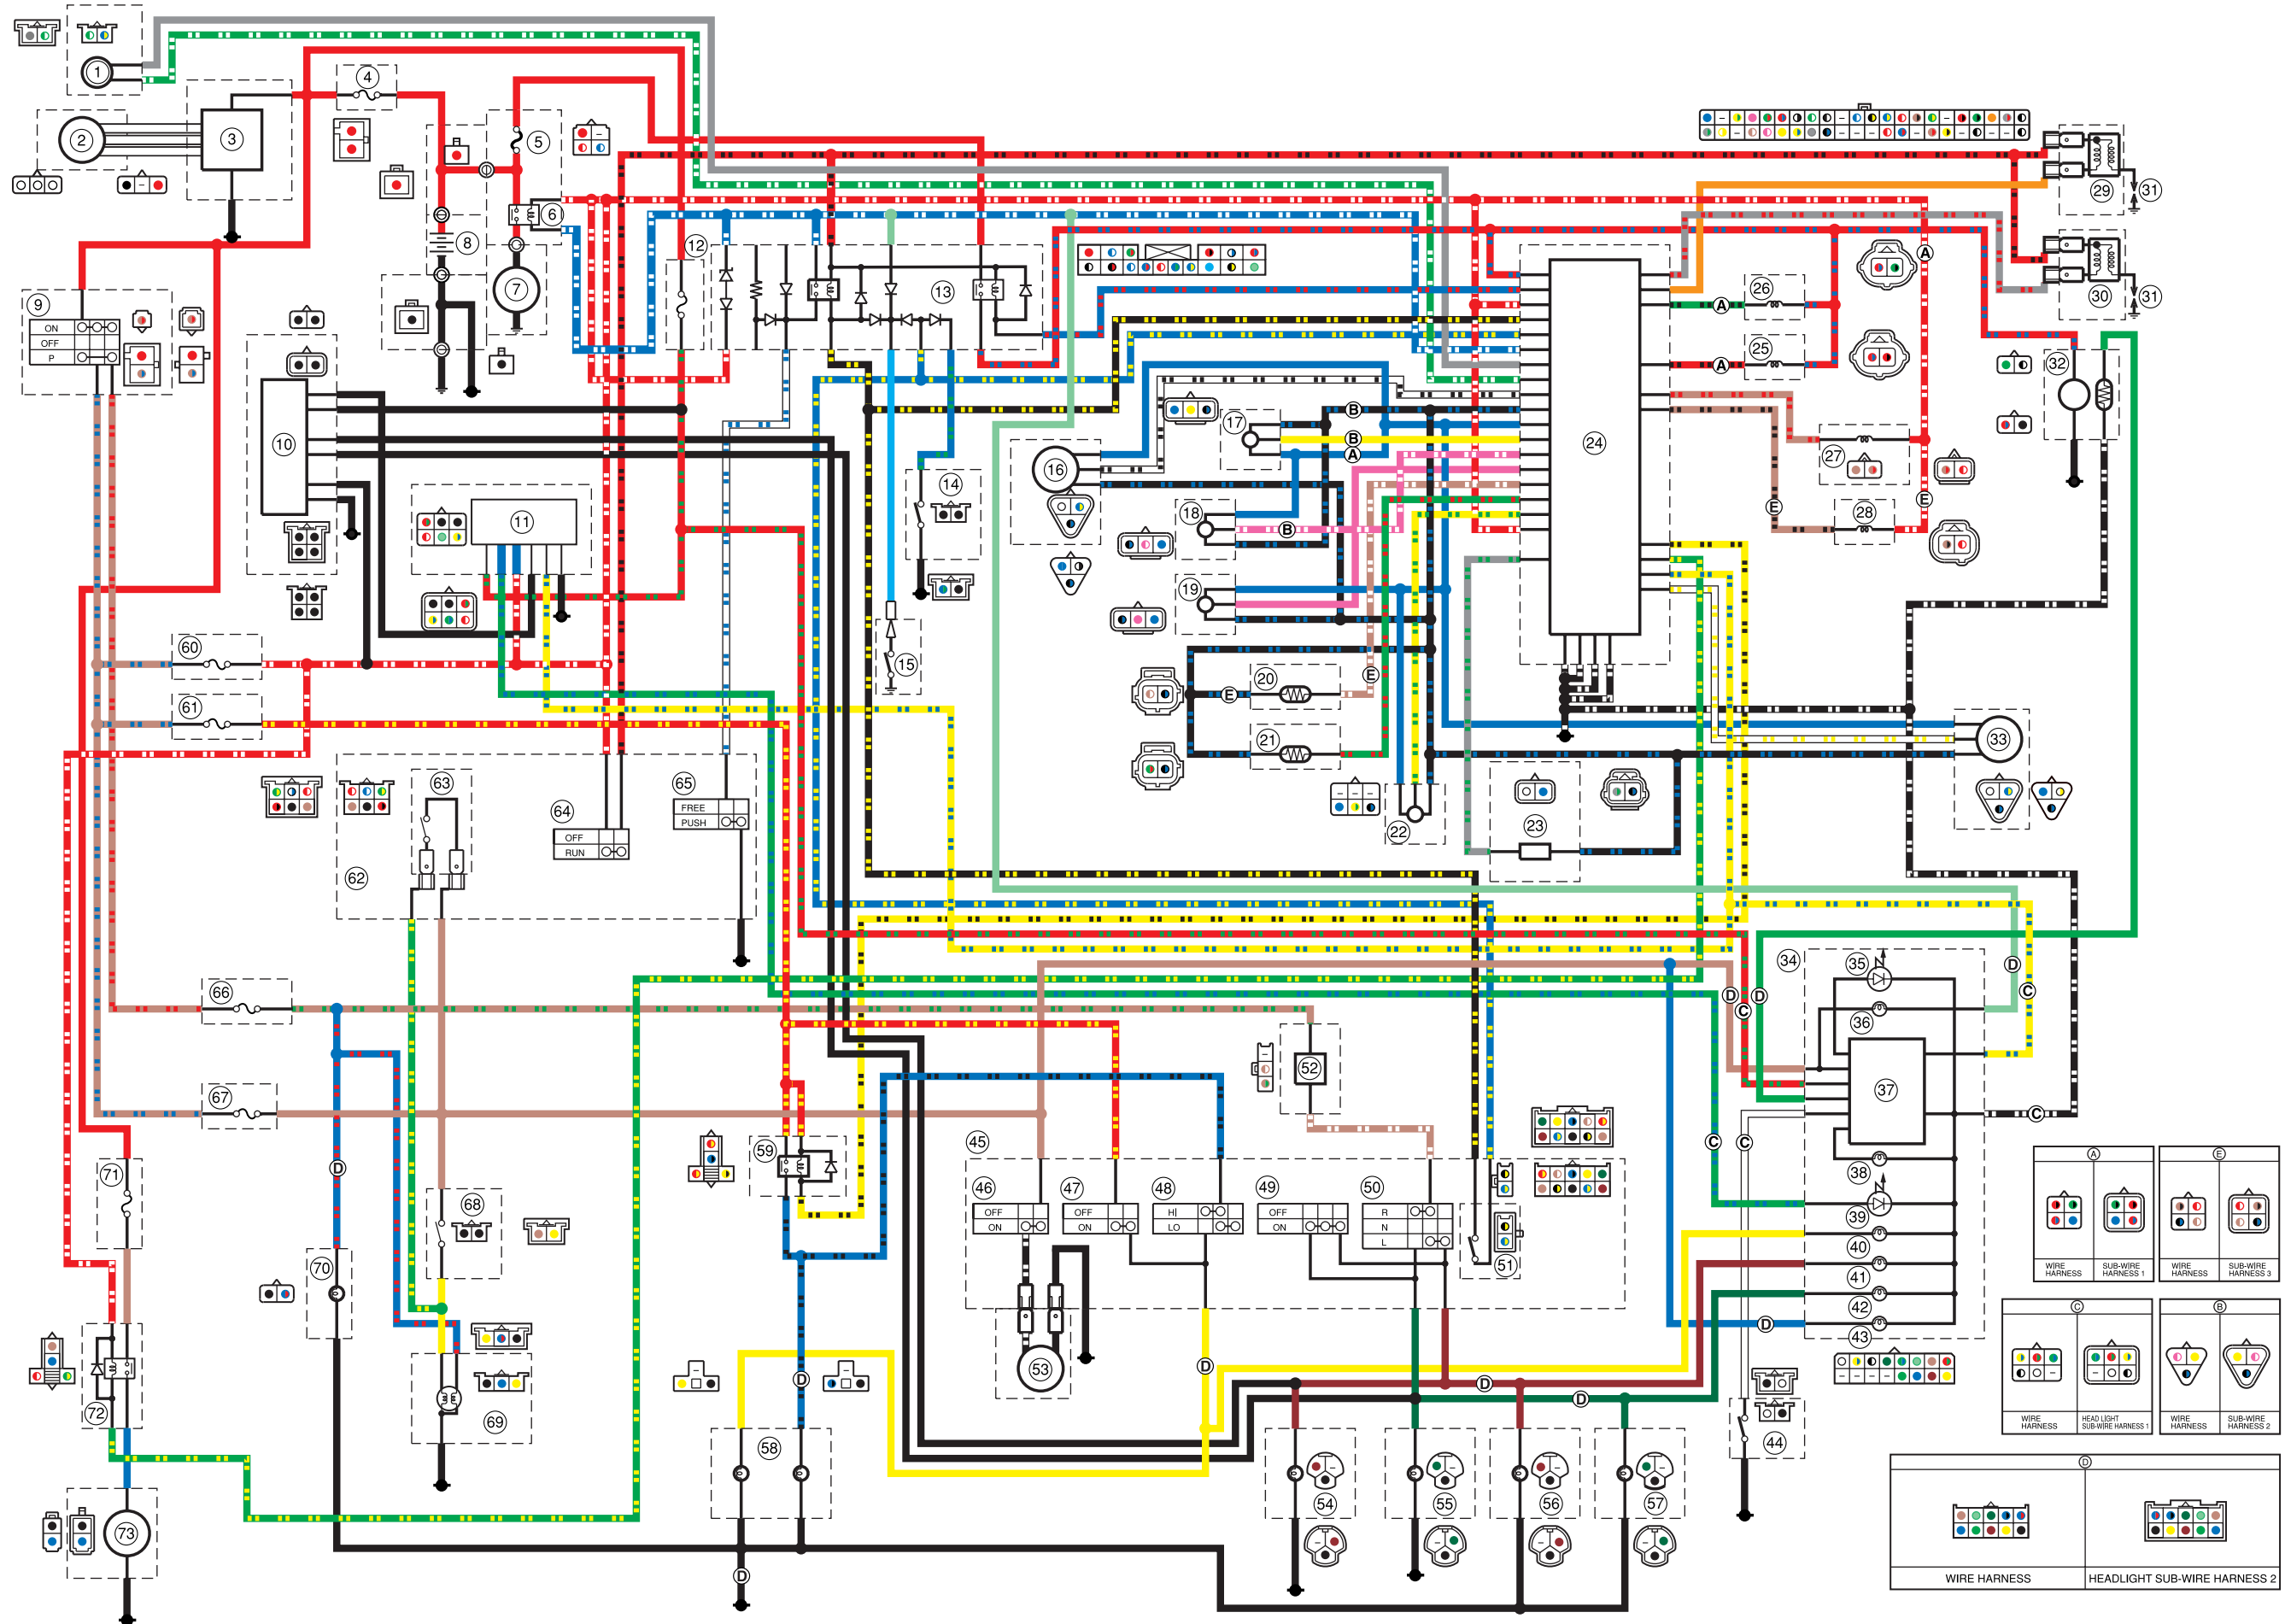 1
2
3
4
5
6
7
8
9
ON
OFF
P
10
11
12
13
14
15
16
17
18
19
20
21
22
23
24
25
26
27
28
29
30
31
31
32
33
A
A
A
B
B
A
B
E
E
E
E
60
61
62
63
64
OFF
RUN
65
FREE
PUSH
66
67
34
35
36
37
38
39
40
41
42
43
44
D
C
D
C
D
C
C
C
D
45
46
OFF
ON
47
OFF
ON
48
HI
LO
49
OFF
ON
50
R
N
L
51
52
53
54
55
56
57
58
59
D
D
D
D
D
D
68
69
70
71
72
73
A
WIRE HARNESS
SUB-WIRE HARNESS 1
E
WIRE HARNESS
SUB-WIRE HARNESS 3
C
WIRE HARNESS
HEAD LIGHT SUB-WIRE HARNESS 1
B
WIRE HARNESS
SUB-WIRE HARNESS 2
D
WIRE HARNESS
HEADLIGHT SUB-WIRE HARNESS 2